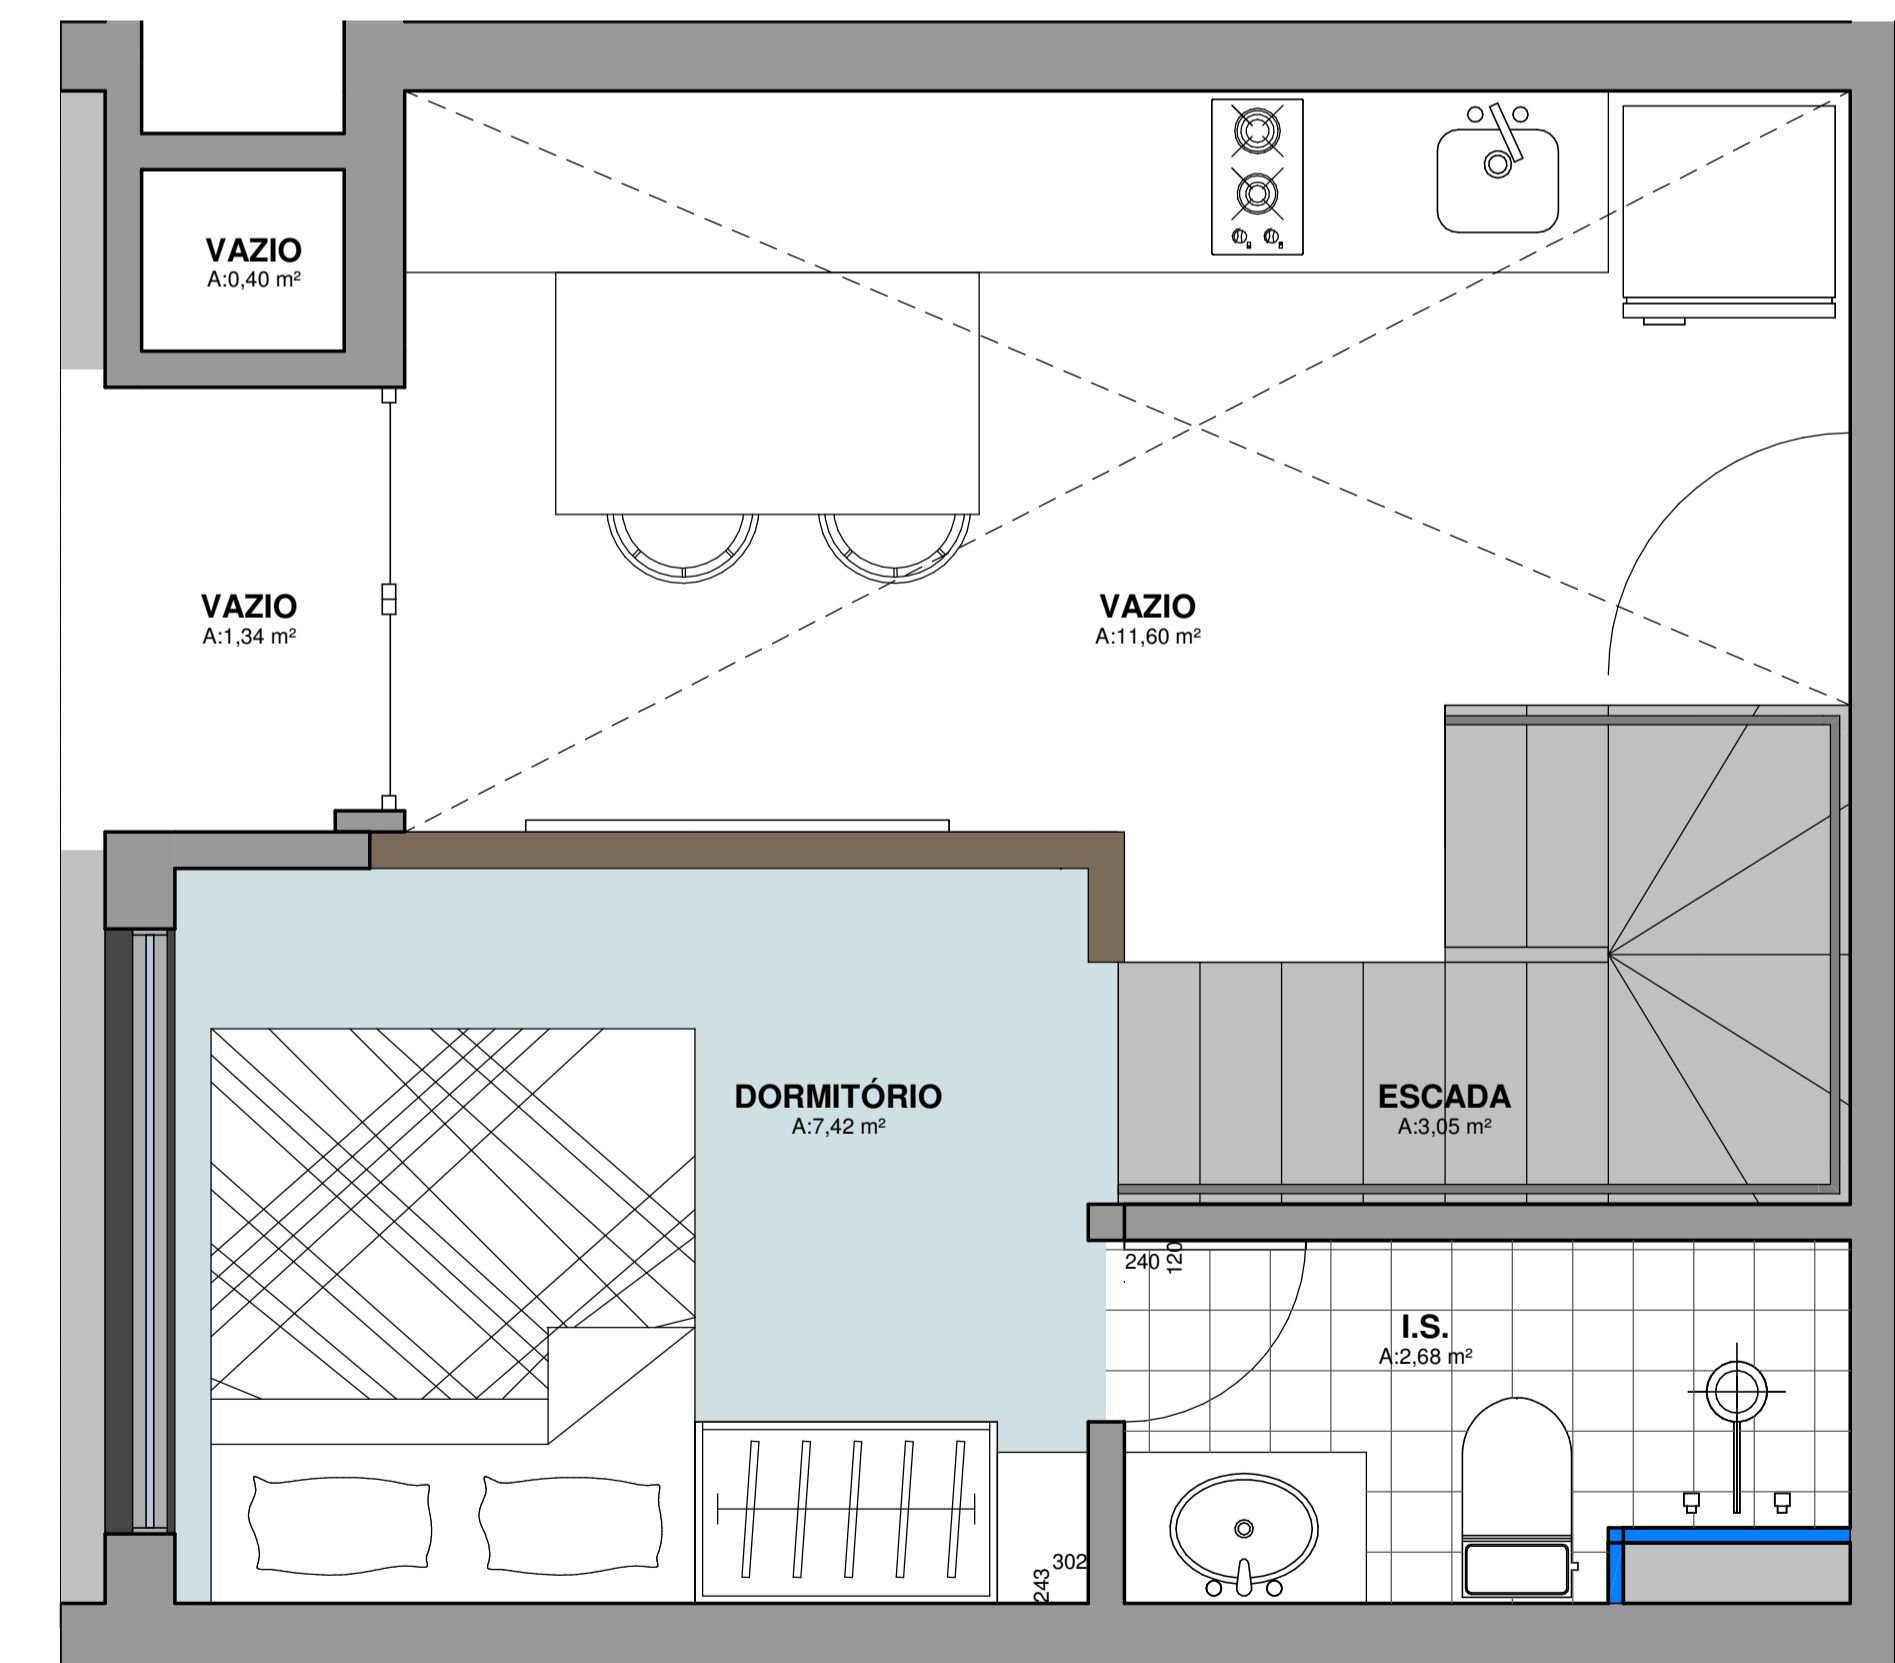 VAZIO
A:0,40 m²
VAZIO
A:1,34 m²
VAZIO
A:11,60 m²
DORMITÓRIO
A:7,42 m²
ESCADA
A:3,05 m²
240
120
I.S.
A:2,68 m²
302
243